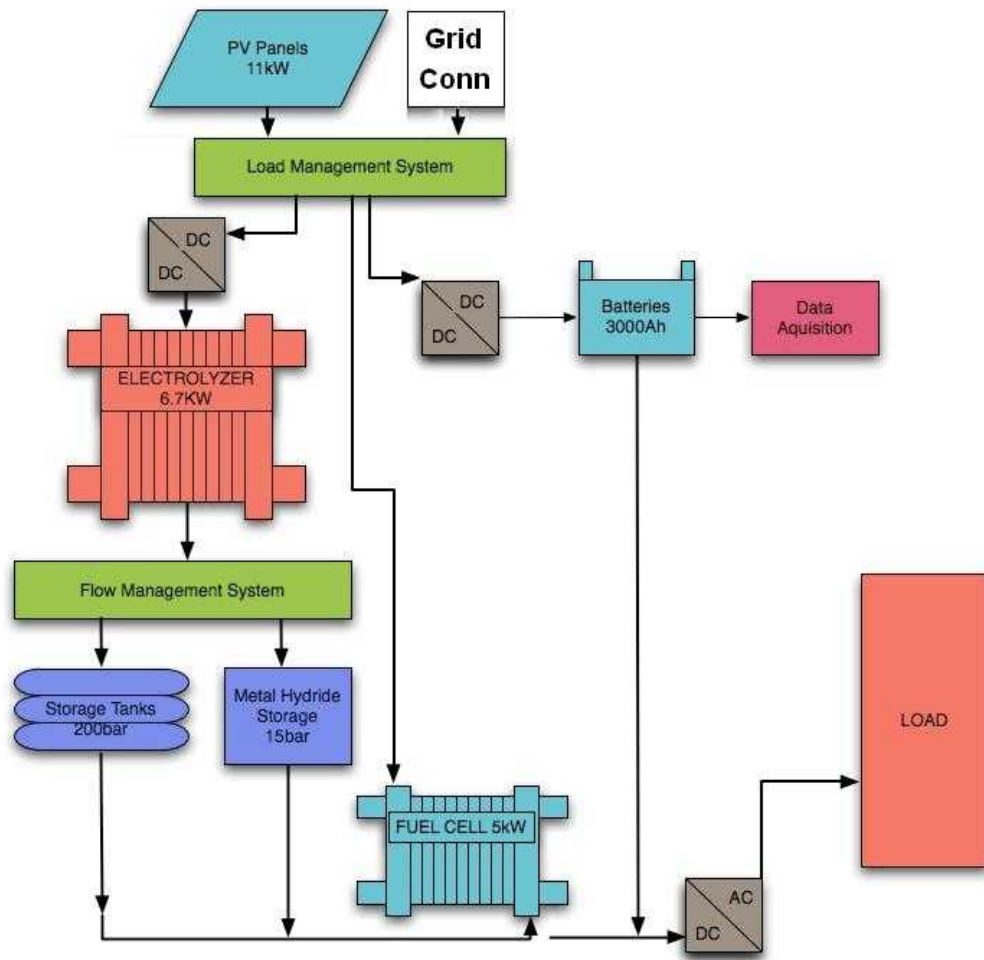 PV Panels
11kW
Grid
Conn
Load Management System
DC
DC
DC
DC
Batteries
3000Ah
Data
Aquisition
ELECTROLYZER
6.7KW
Flow Management System
Storage Tanks
200bar
Metal Hydride
Storage
15bar
LOAD
FUEL CELL 5kW
AC
DC